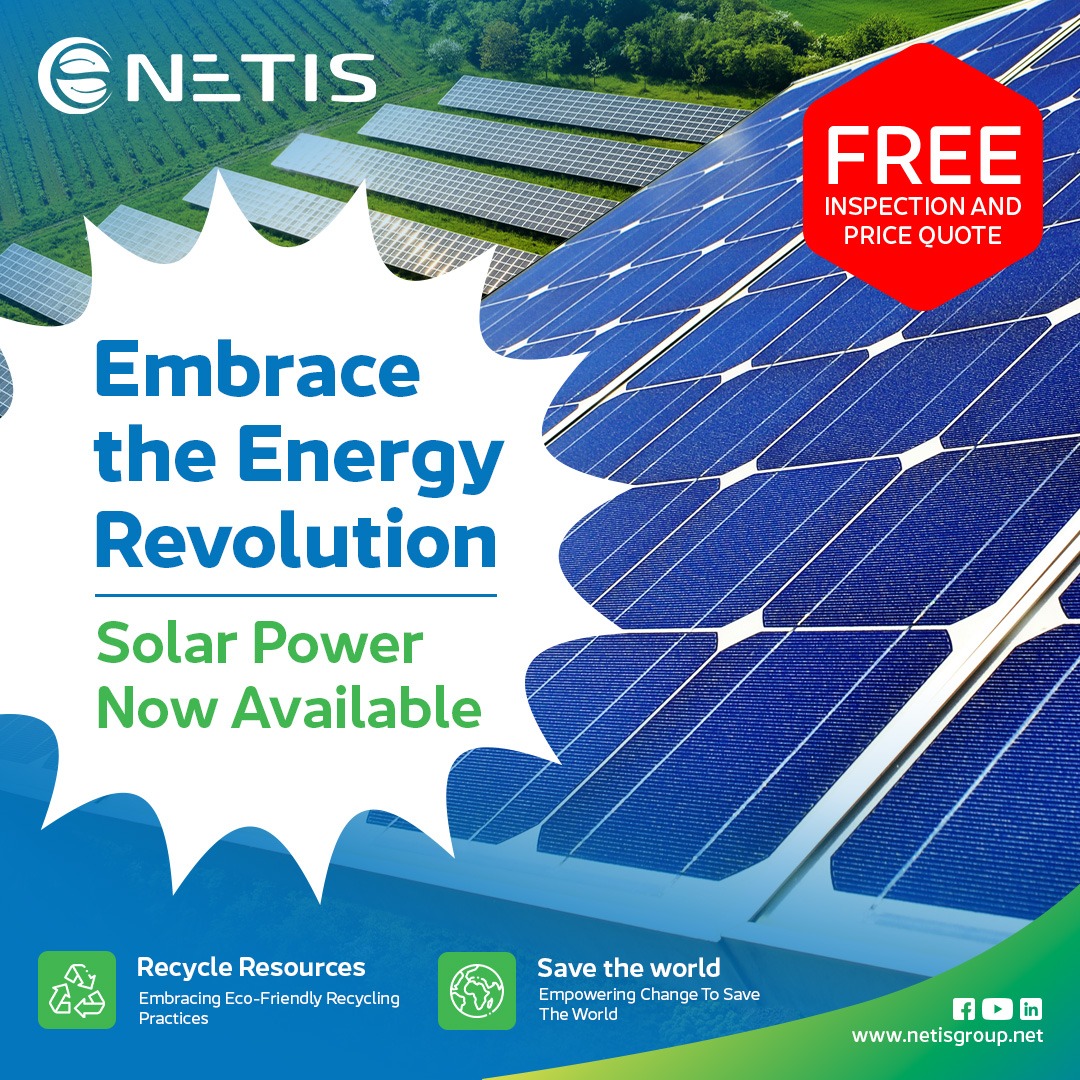 NETIS
FREE
INSPECTION AND
PRICE QUOTE
Embrace
the Energy
Revolution
Solar Power
Now Available
Recycle Resources
Embracing Eco-Friendly Recycling
Practices
Save the world
Empowering Change To Save
The World
www.netisgroup.net